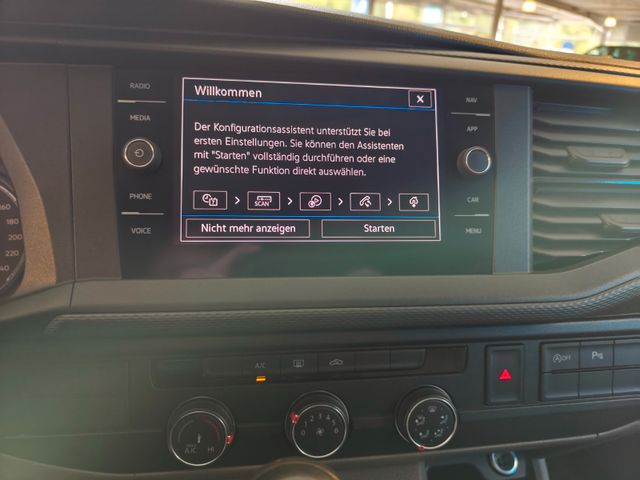 Willkommen
X
Der Konfigurationsassistent unterstützt Sie bei
ersten Einstellungen. Sie können den Assistenten
mit "Starten" vollständig durchführen oder eine
gewünschte Funktion direkt auswählen.
SCAN
Nicht mehr anzeigen
Starten
RADIO
MEDIA
PHONE
VOICE
NAV
APP
CAR
MENU
160
180
200
220
A/C
OFF
A/C
HI
0